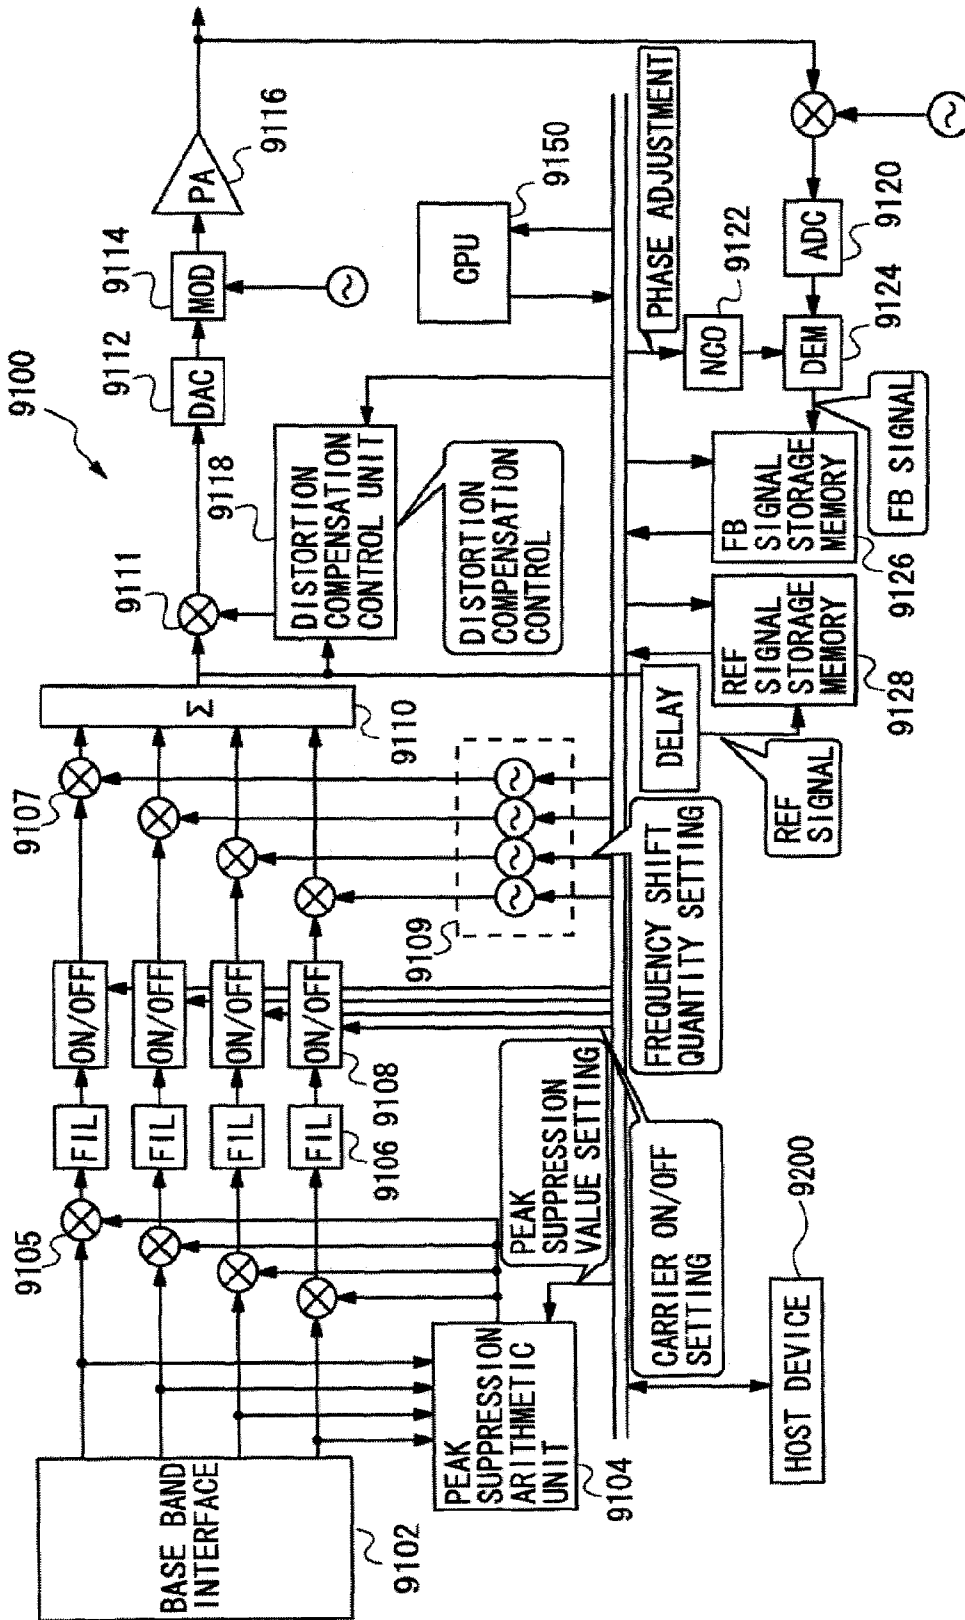 9100
BASE BAND
INTERFACE
9102
9105
FIL
FIL
FIL
FIL
9106
ON/OFF
ON/OFF
ON/OFF
ON/OFF
9108
9107
9109
Σ
9110
9111
DAC
9112
MOD
9114
PA
9116
PEAK
SUPPRESSION
ARITHMETIC
UNIT
9104
PEAK
SUPPRESSION
VALUE SETTING
DISTORTION
COMPENSATION
CONTROL UNIT
9118
DISTORTION
COMPENSATION
CONTROL
CPU
9150
HOST DEVICE
9200
CARRIER ON/OFF
SETTING
FREQUENCY SHIFT
QUANTITY SETTING
DELAY
REF
SIGNAL
REF
SIGNAL
STORAGE
MEMORY
9128
FB
SIGNAL
STORAGE
MEMORY
9126
FB SIGNAL
PHASE ADJUSTMENT
NCO
9122
DEM
9124
ADC
9120